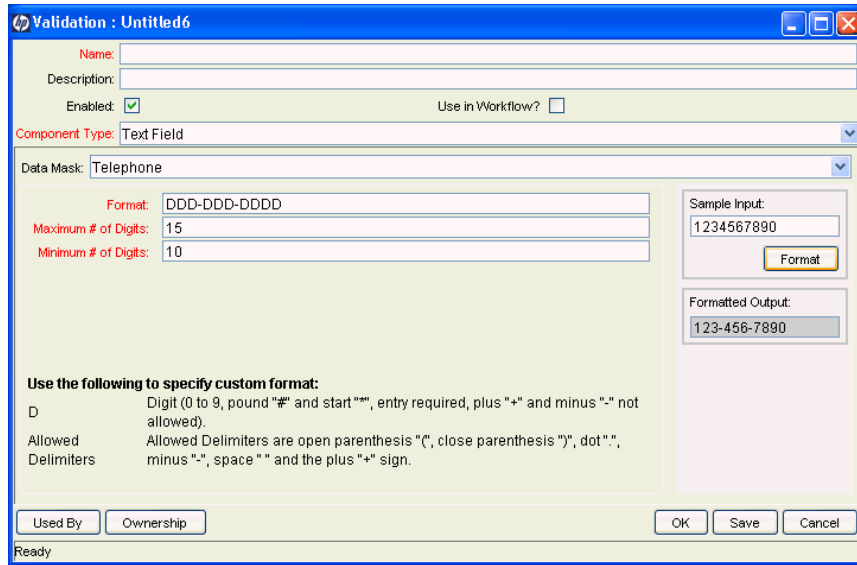 hp Validation : Untitled6
Name:
Description:
Enabled: Use in Workflow?
Component Type: Text Field
Data Mask: Telephone
Format: DDD-DDD-DDDD
Maximum # of Digits: 15
Minimum # of Digits: 10
Sample Input:
1234567890
Format
Formatted Output:
123-456-7890
Use the following to specify custom format:
D Digit (0 to 9, pound "#" and start "*", entry required, plus "+" and minus "-" not
allowed).
Allowed Allowed Delimiters are open parenthesis "(", close parenthesis ")", dot ".",
Delimiters minus "-", space " " and the plus "+" sign.
Used By Ownership OK Save Cancel
Ready